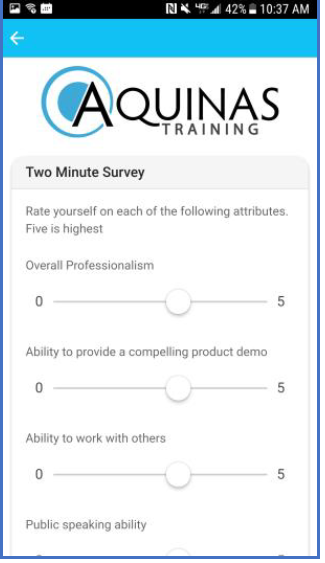 42% 10:37 AM
AQUINAS
TRAINING
Two Minute Survey
Rate yourself on each of the following attributes.
Five is highest
Overall Professionalism
0 5
Ability to provide a compelling product demo
0 5
Ability to work with others
0 5
Public speaking ability